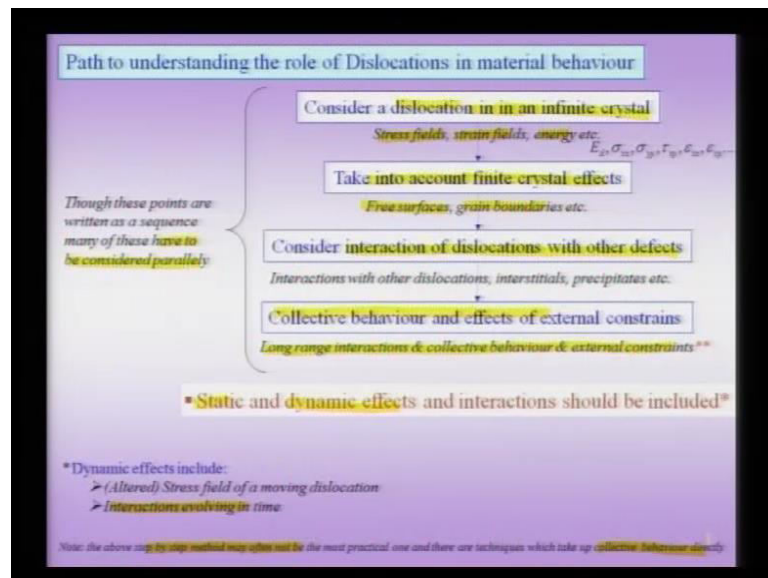 Path to understanding the role of Dislocations in material behaviour
Consider a dislocation in in an infinite crystal
Stress fields, strain fields, energy etc.
Take into account finite crystal effects
Free surfaces, grain boundaries etc.
Though these points are
written as a sequence
many of these have to
be considered parallely
Consider interaction of dislocations with other defects
Interactions with other dislocations, interstitials, precipitates etc.
Collective behaviour and effects of external constrains
Long range interactions & collective behaviour & external constraints**
▪ Static and dynamic effects and interactions should be included*
*Dynamic effects include:
➢(Altered) Stress field of a moving dislocation
➢Interactions evolving in time
Note: the above step by step method may often not be the most practical one and there are techniques which take up collective behaviour directly